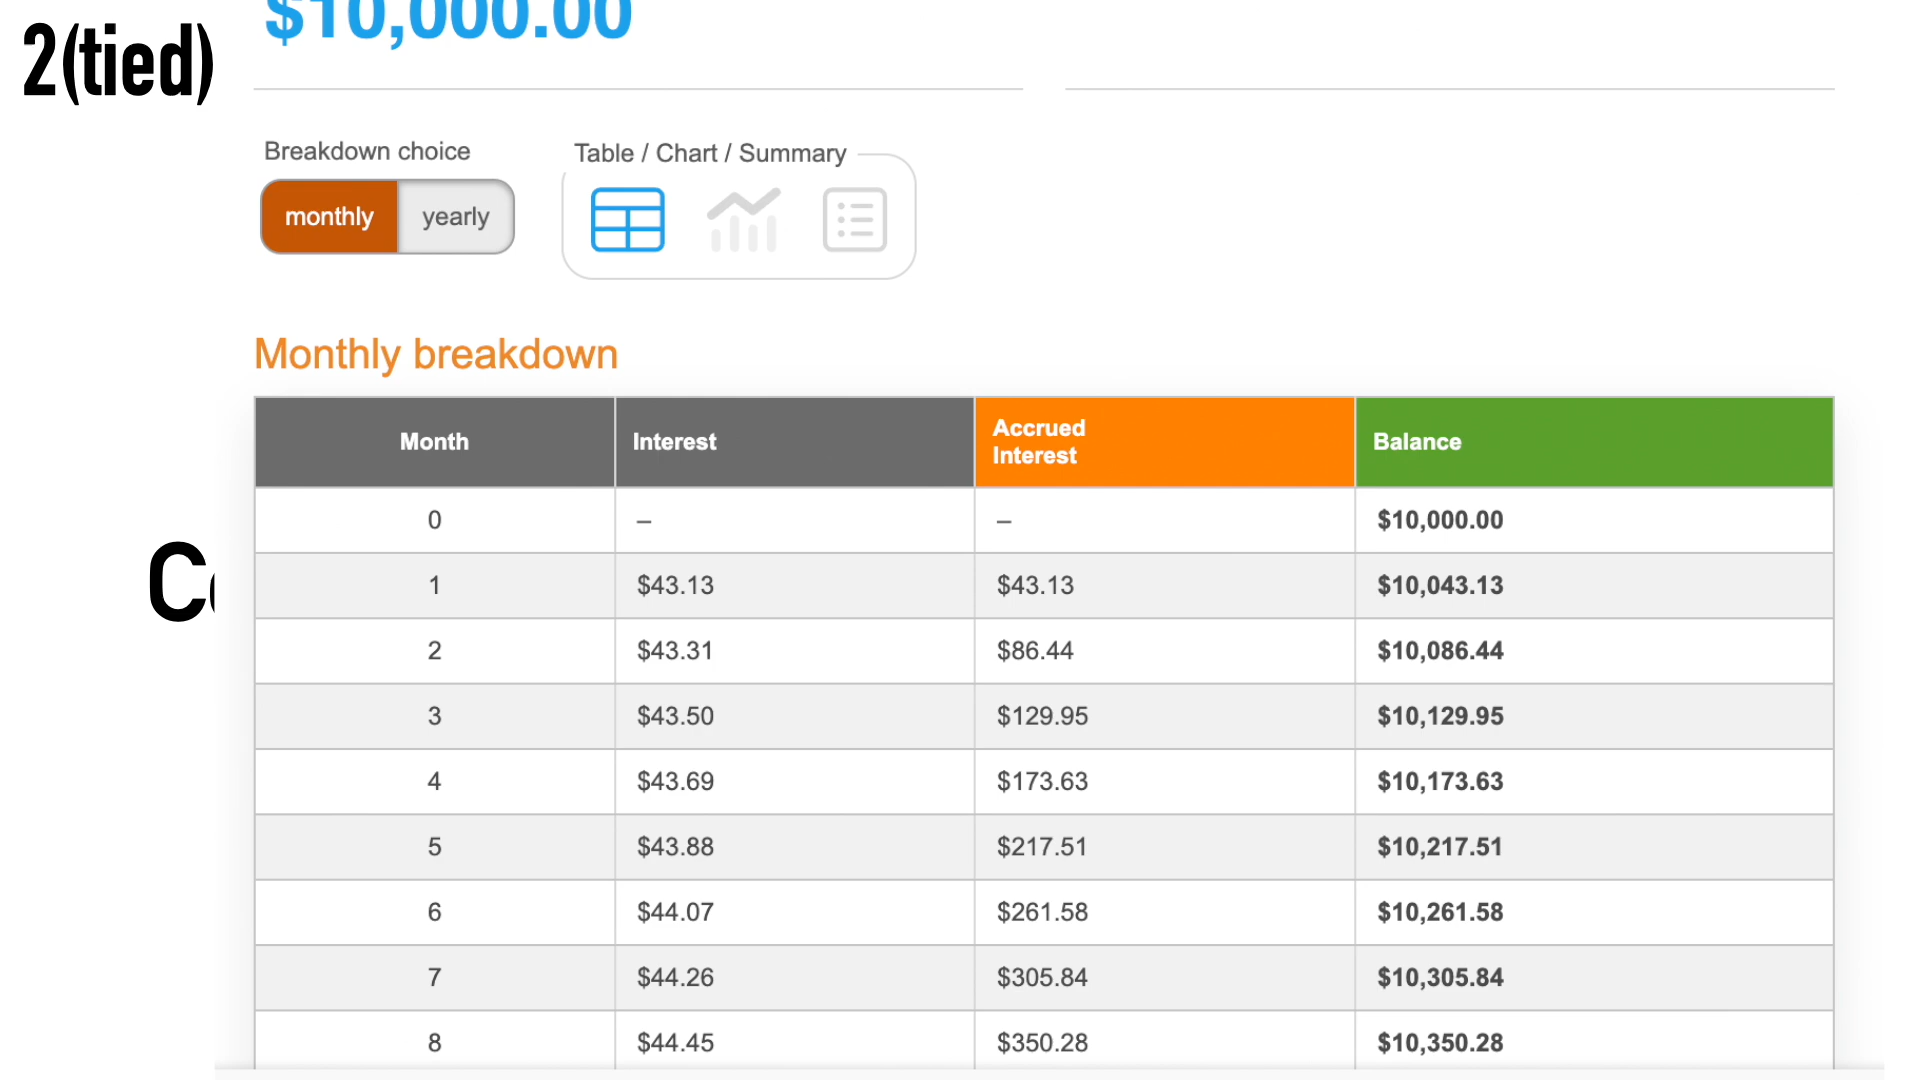 $10,000.00
2(tied)
Breakdown choice
monthly yearly
Table / Chart / Summary
Monthly breakdown
Month Interest Accrued Interest Balance
0 – – $10,000.00
1 $43.13 $43.13 $10,043.13
2 $43.31 $86.44 $10,086.44
3 $43.50 $129.95 $10,129.95
4 $43.69 $173.63 $10,173.63
5 $43.88 $217.51 $10,217.51
6 $44.07 $261.58 $10,261.58
7 $44.26 $305.84 $10,305.84
8 $44.45 $350.28 $10,350.28